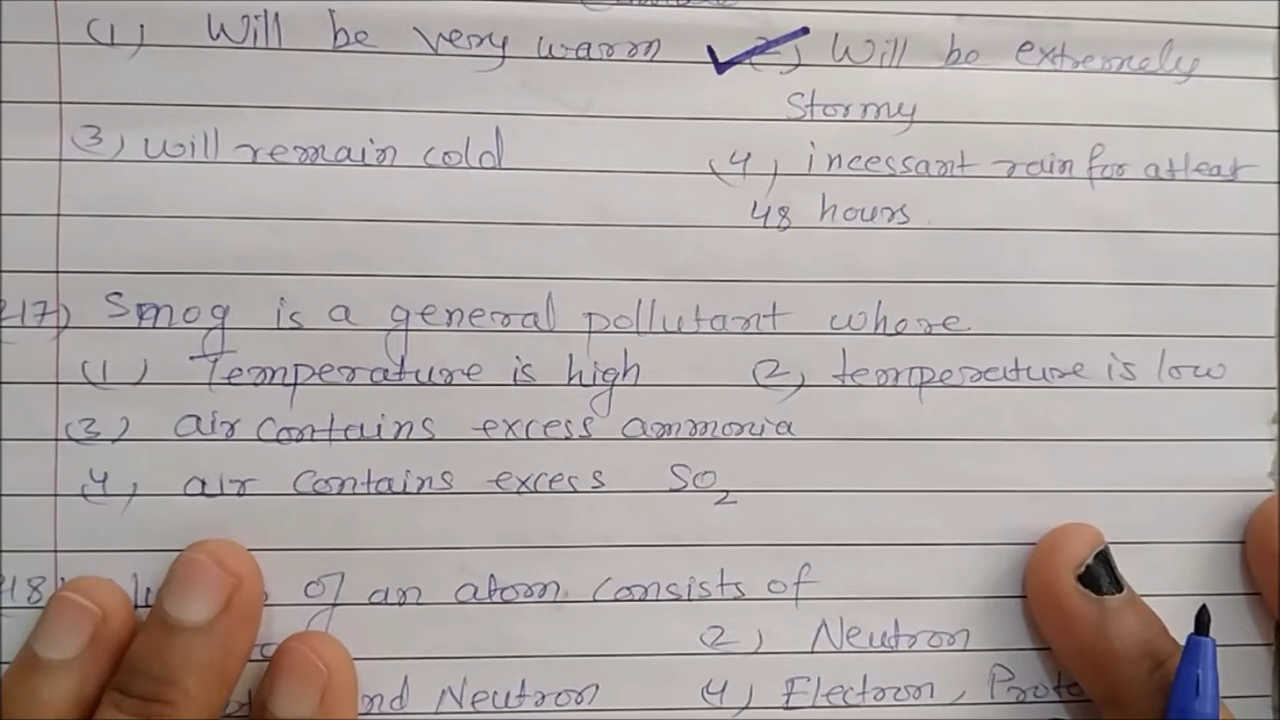 (1) Will be very warm (2) Will be extremely
Stormy
(3) will remain cold (4) incessant rain for atleat
48 hours
17) Smog is a general pollutant where
(1) Temperature is high (2) temperature is low
(3) air contains excess ammonia
4) air contains excess SO2
18 of an atom consists of
2) Neutron
nd Neutron (4) Electron, Proto